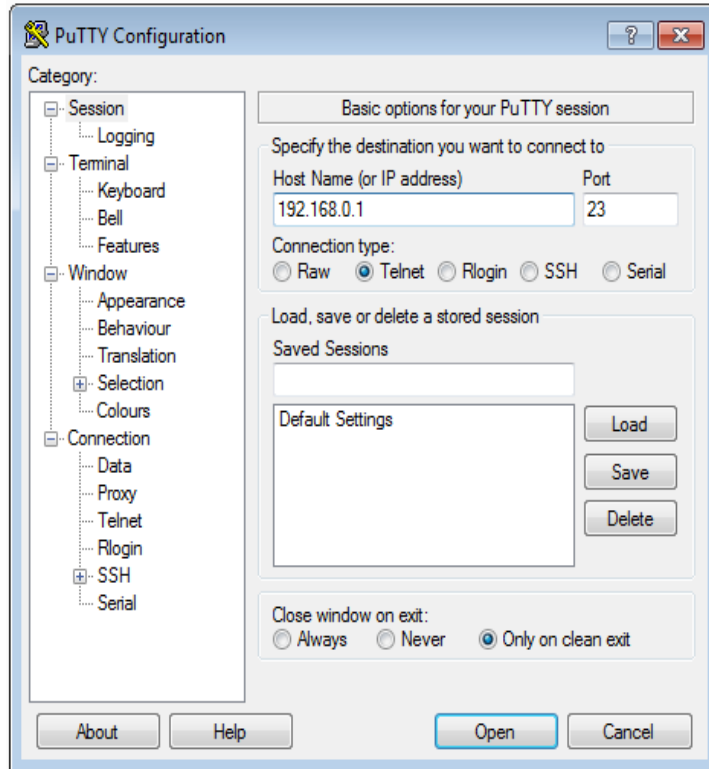 PuTTY Configuration
Category:
Session
Logging
Terminal
Keyboard
Bell
Features
Window
Appearance
Behaviour
Translation
Selection
Colours
Connection
Data
Proxy
Telnet
Rlogin
SSH
Serial
Basic options for your PuTTY session
Specify the destination you want to connect to
Host Name (or IP address) Port
192.168.0.1 23
Connection type:
Raw Telnet Rlogin SSH Serial
Load, save or delete a stored session
Saved Sessions
Default Settings
Load
Save
Delete
Close window on exit:
Always Never Only on clean exit
About Help Open Cancel